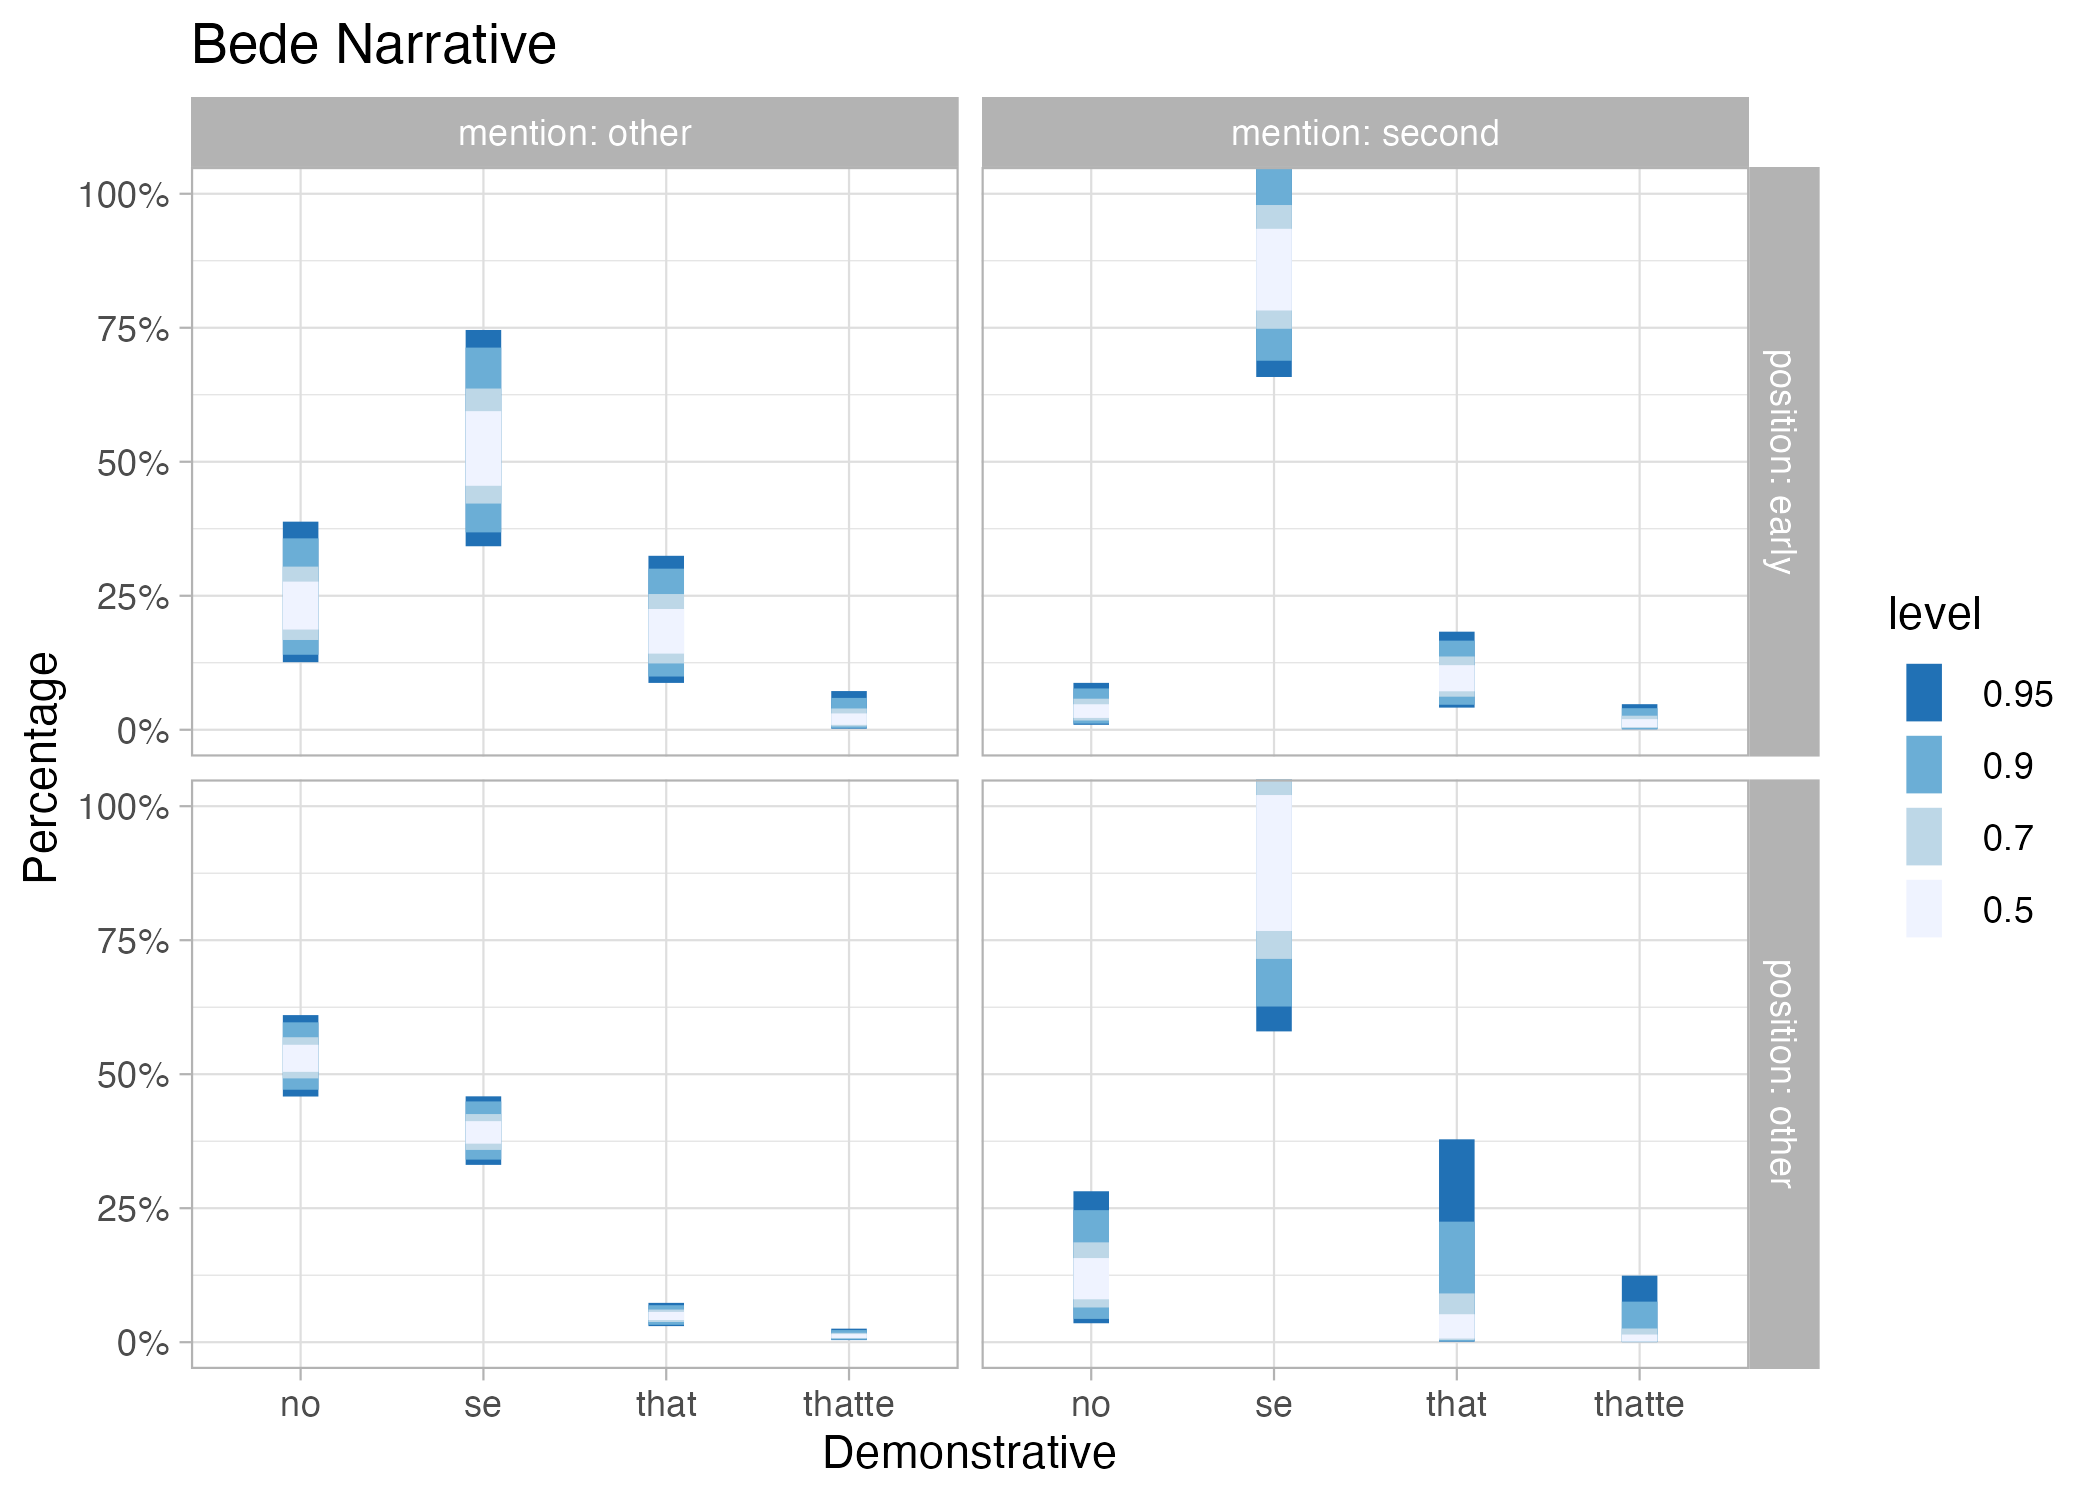 Bede Narrative
mention: other
mention: second
100%
75%
50%
25%
0%
position: early
100%
75%
50%
25%
0%
position: other
Percentage
no
se
that
thatte
no
se
that
thatte
Demonstrative
level
0.95
0.9
0.7
0.5